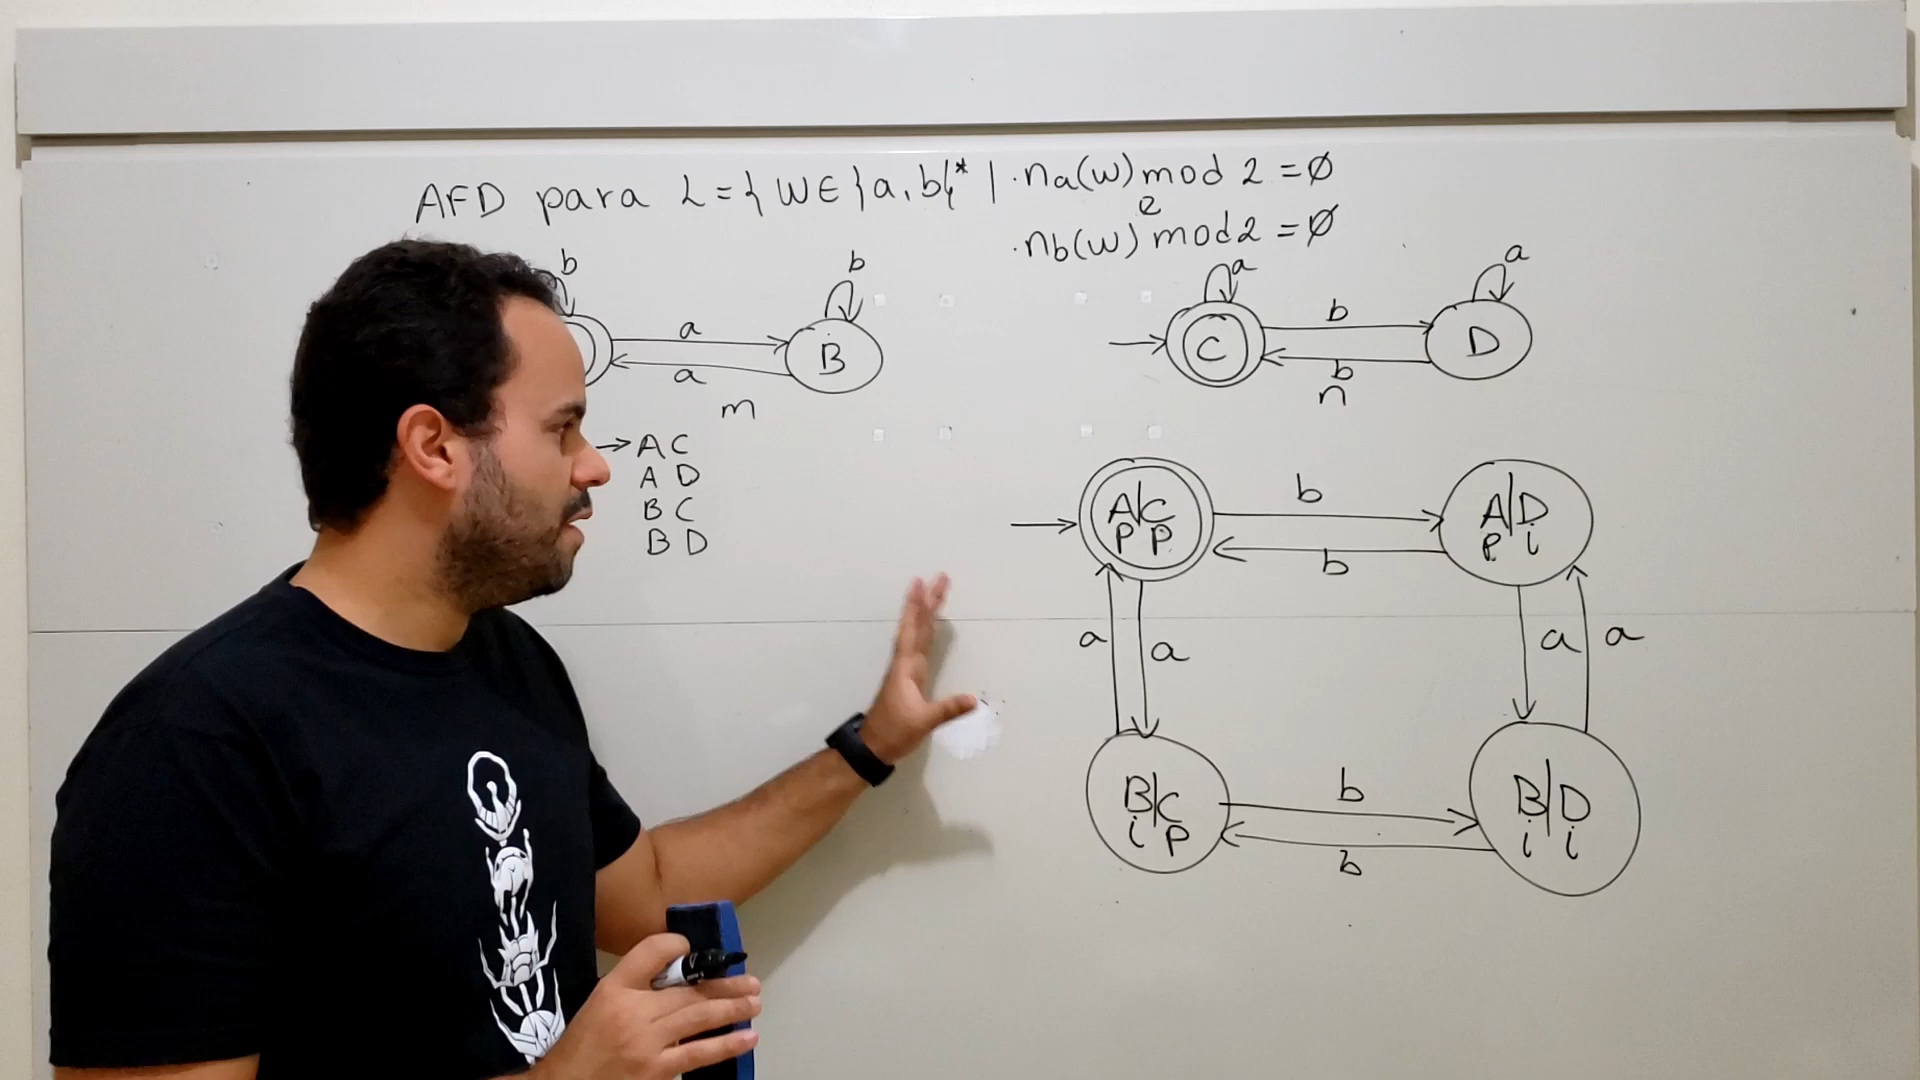 AFD para L = { W ∈ }a, b{* | · na(w) mod 2 = ∅
e
· nb(w) mod 2 = ∅
b
b
a
B
a
m
a
a
C
b
D
b
n
→ A C
A D
B C
B D
A|C
P P
b
A|D
P i
b
a
a
a
a
B|C
i P
b
B|D
i i
b